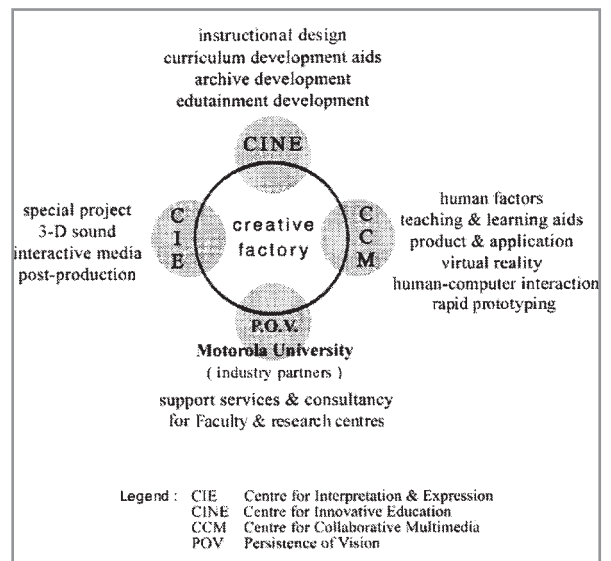 instructional design
curriculum development aids
archive development
edutainment development
CINE
special project
3-D sound
interactive media
post-production
C
I
E
creative
factory
C
C
M
human factors
teaching & learning aids
product & application
virtual reality
human-computer interaction
rapid prototyping
P.O.V.
Motorola University
( industry partners )
support services & consultancy
for Faculty & research centres
Legend : CIE Centre for Interpretation & Expression
CINE Centre for Innovative Education
CCM Centre for Collaborative Multimedia
POV Persistence of Vision